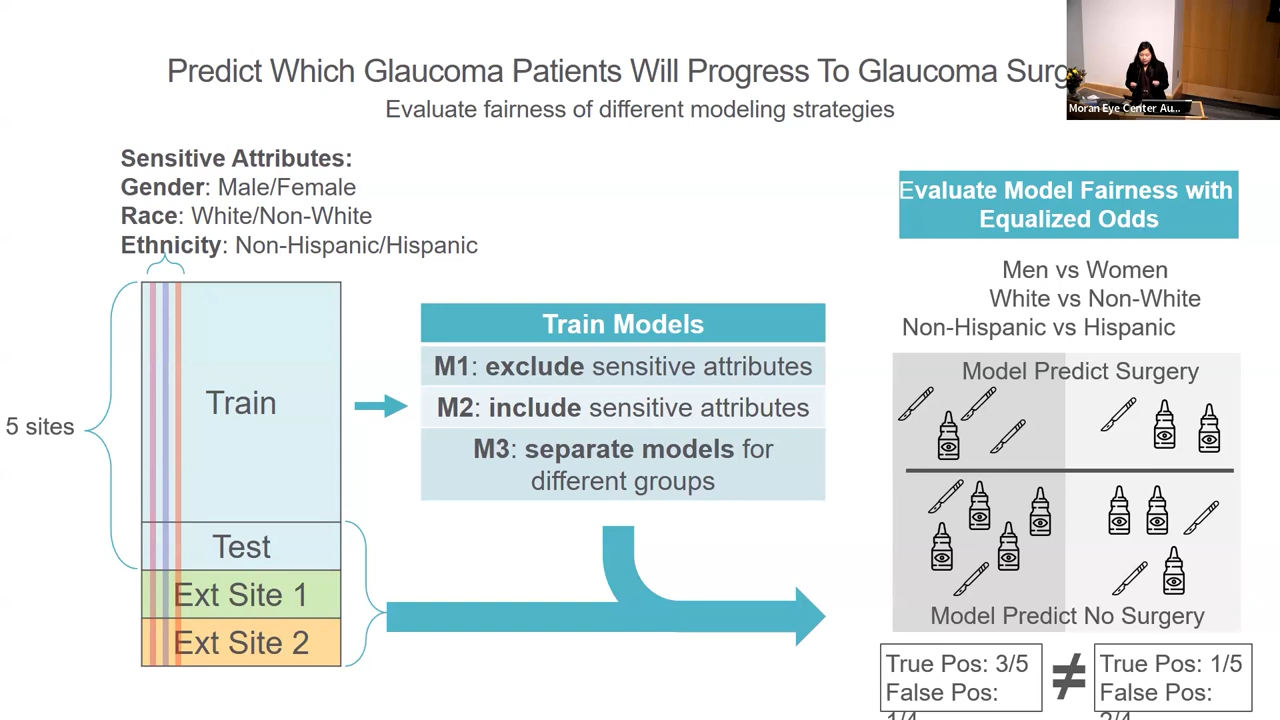 Predict Which Glaucoma Patients Will Progress To Glaucoma Surg
Evaluate fairness of different modeling strategies
Moran Eye Center Au...
Sensitive Attributes:
Gender: Male/Female
Race: White/Non-White
Ethnicity: Non-Hispanic/Hispanic
5 sites
Train
Test
Ext Site 1
Ext Site 2
Train Models
M1: exclude sensitive attributes
M2: include sensitive attributes
M3: separate models for
different groups
Evaluate Model Fairness with
Equalized Odds
Men vs Women
White vs Non-White
Non-Hispanic vs Hispanic
Model Predict Surgery
Model Predict No Surgery
True Pos: 3/5
False Pos:
1/4
≠
True Pos: 1/5
False Pos:
2/4